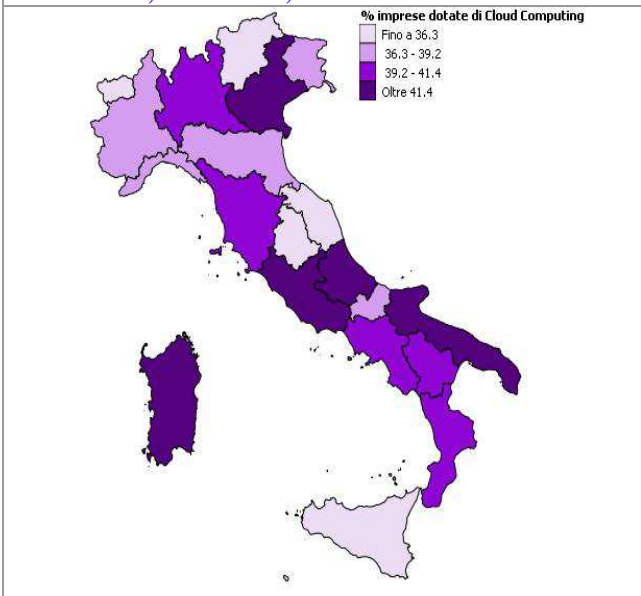 % imprese dotate di Cloud Computing
Fino a 36.3
36.3 - 39.2
39.2 - 41.4
Oltre 41.4